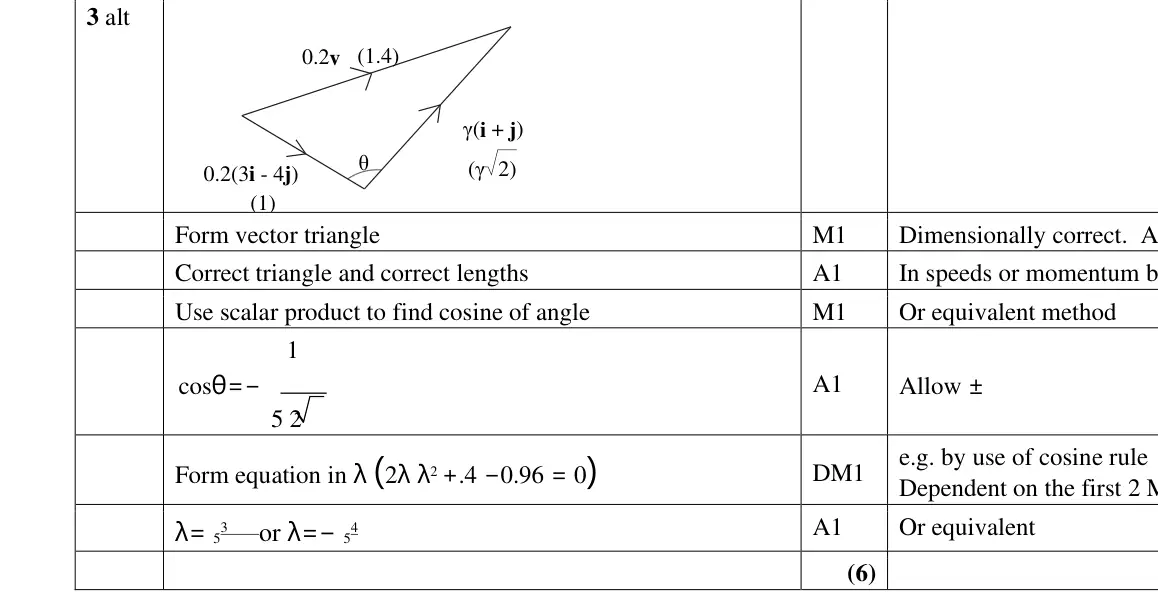 3 alt
0.2v (1.4)
γ(i + j)
(γ√2)
θ
0.2(3i - 4j)
(1)
Form vector triangle M1 Dimensionally correct. A
Correct triangle and correct lengths A1 In speeds or momentum b
Use scalar product to find cosine of angle M1 Or equivalent method
1
cosθ=− A1 Allow ±
5 2√
Form equation in λ (2λ λ² +.4 −0.96 = 0) DM1 e.g. by use of cosine rule
Dependent on the first 2 M
λ= 5 3 or λ=− 5 4 A1 Or equivalent
(6)